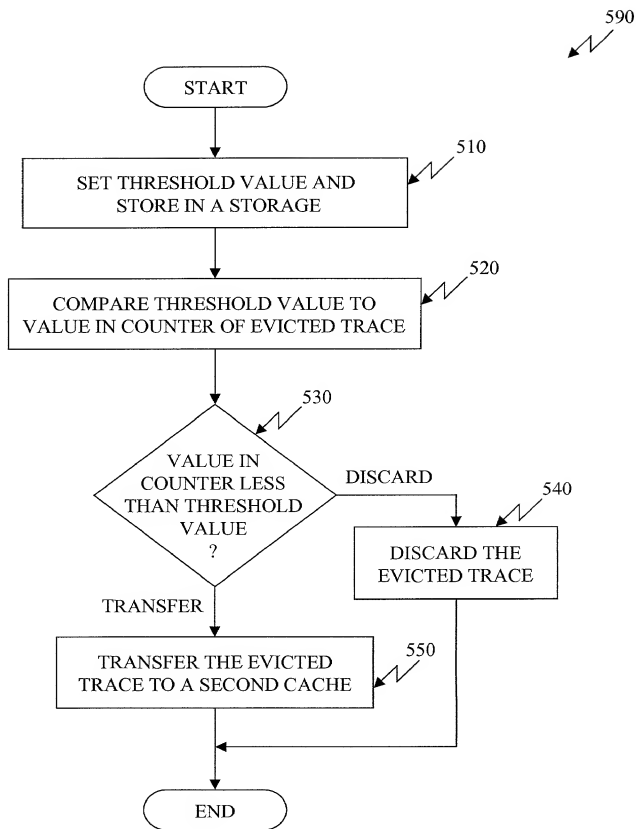 590
START
510
SET THRESHOLD VALUE AND
STORE IN A STORAGE
520
COMPARE THRESHOLD VALUE TO
VALUE IN COUNTER OF EVICTED TRACE
530
VALUE IN
COUNTER LESS
THAN THRESHOLD
VALUE
?
DISCARD
540
DISCARD THE
EVICTED TRACE
TRANSFER
550
TRANSFER THE EVICTED
TRACE TO A SECOND CACHE
END